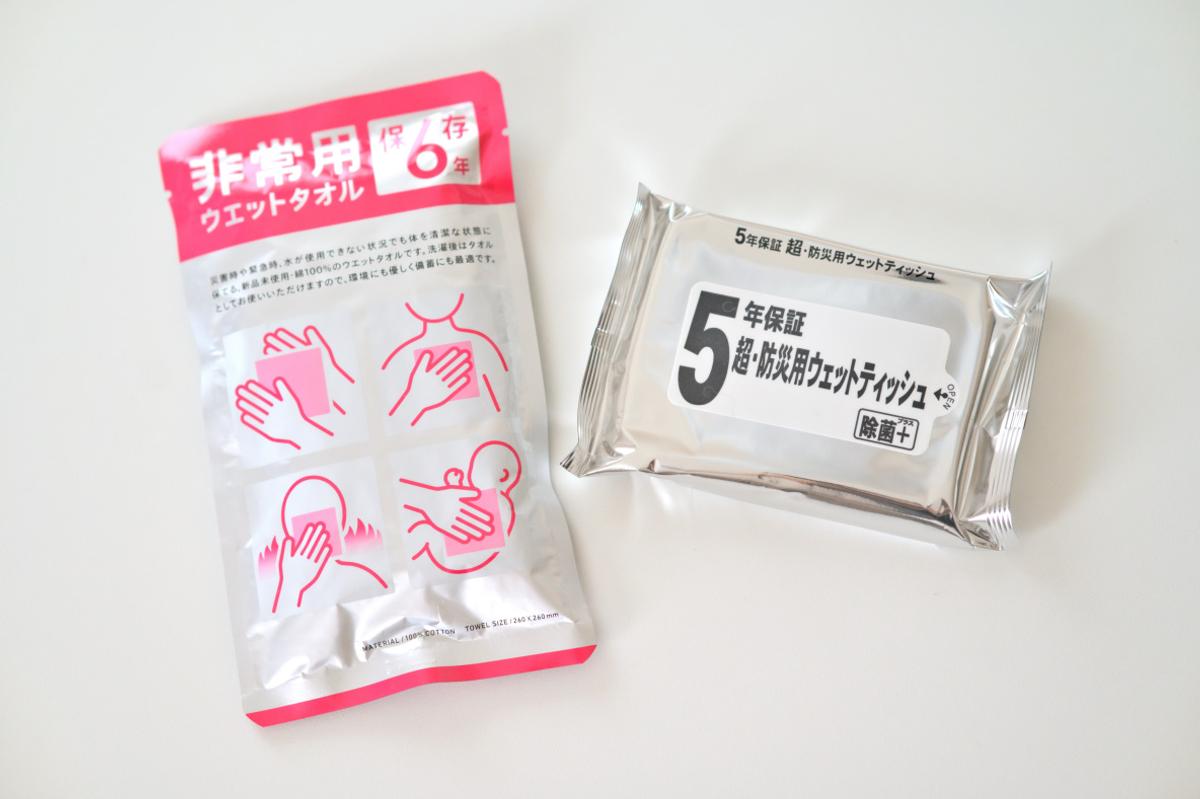 非常用
保存
6年
ウエットタオル
災害時や緊急時、水が使用できない状況でも体を清潔な状態に
保てる、新品未使用・綿100%のウエットタオルです。洗濯後はタオル
としてお使いいただけますので、環境にも優しく備蓄にも最適です。
MATERIAL / 100% COTTON TOWEL SIZE / 260×260mm
5年保証 超・防災用ウェットティッシュ
5年保証
超・防災用ウェットティッシュ
OPEN
プラス
除菌+